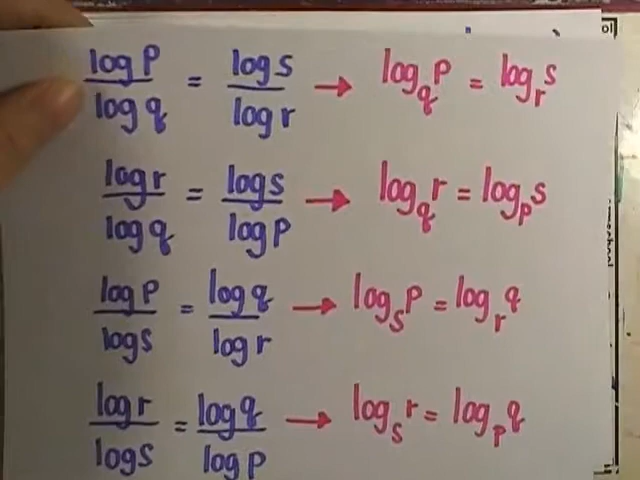 log p / log q = log s / log r → log_q p = log_r s
log r / log q = log s / log p → log_q r = log_p s
log p / log s = log q / log r → log_s p = log_r q
log r / log s = log q / log p → log_s r = log_p q